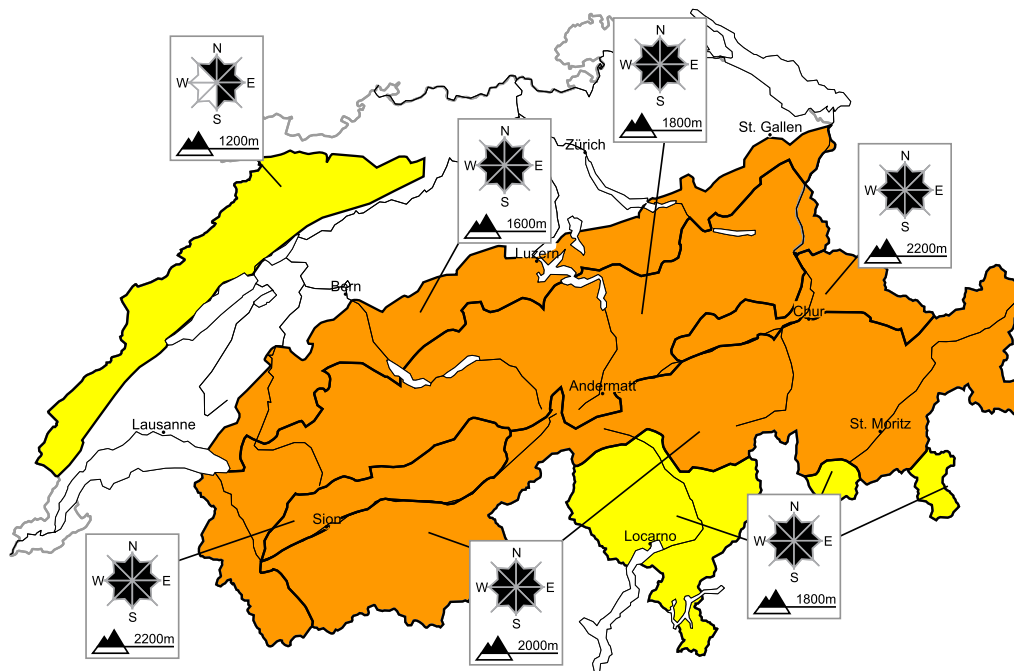 N
W E
S
1200m
N
W E
S
1800m
N
W E
S
1600m
N
W E
S
2200m
St. Gallen
Zürich
Luzern
Bern
Chur
Andermatt
Lausanne
St. Moritz
Sion
Locarno
N
W E
S
2200m
N
W E
S
2000m
N
W E
S
1800m